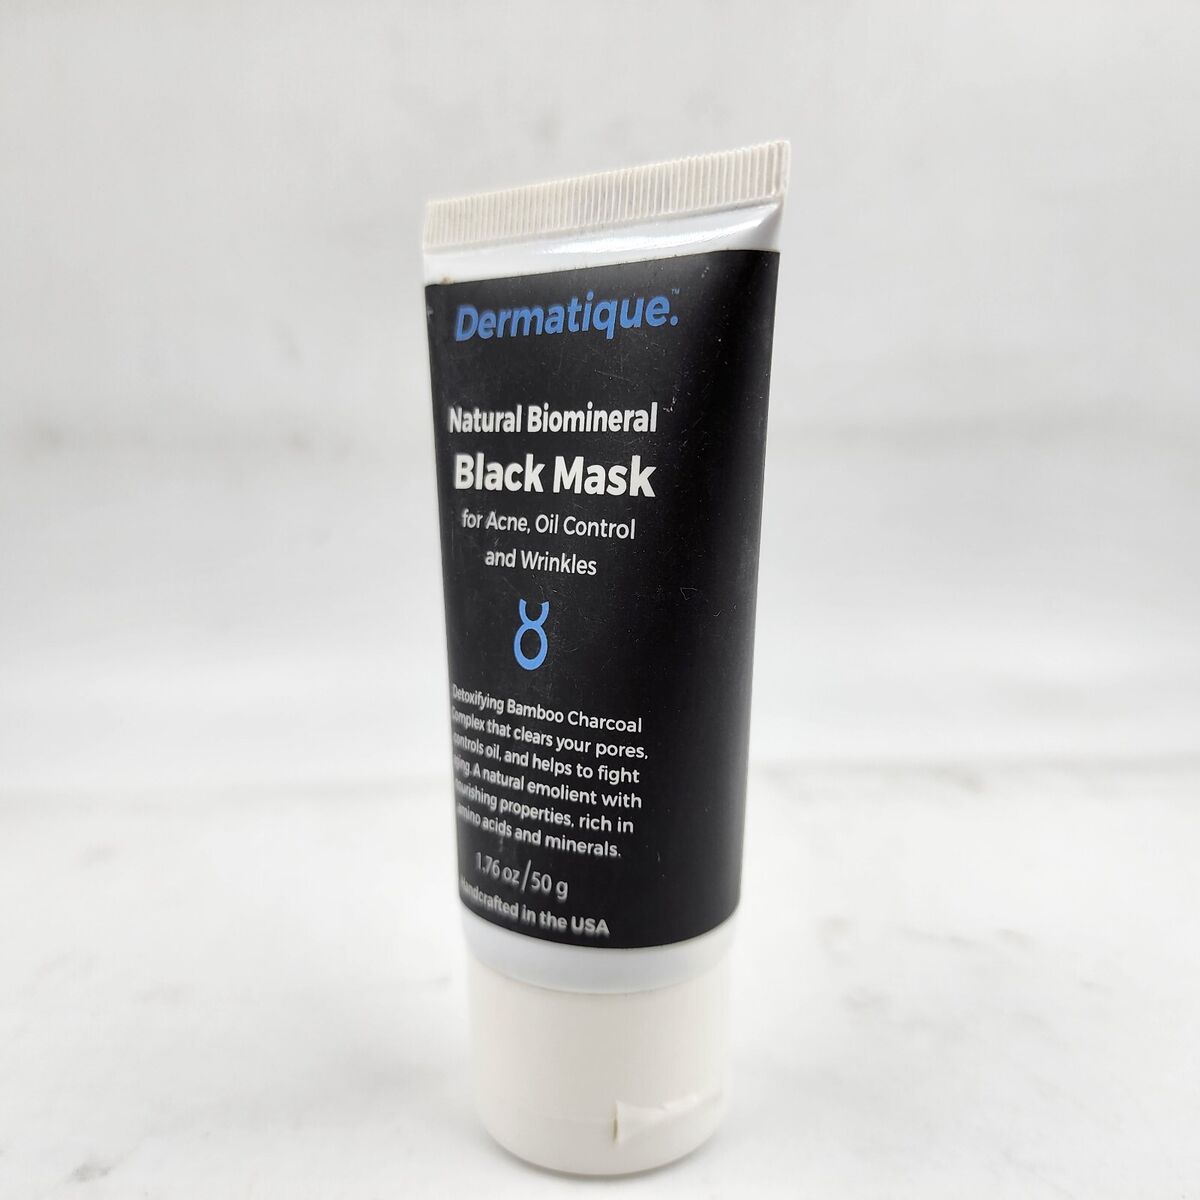 Dermatique.™
Natural Biomineral
Black Mask
for Acne, Oil Control
and Wrinkles
Detoxifying Bamboo Charcoal
Complex that clears your pores,
controls oil, and helps to fight
aging. A natural emolient with
nourishing properties, rich in
amino acids and minerals.
1.76 oz/50 g
Handcrafted in the USA